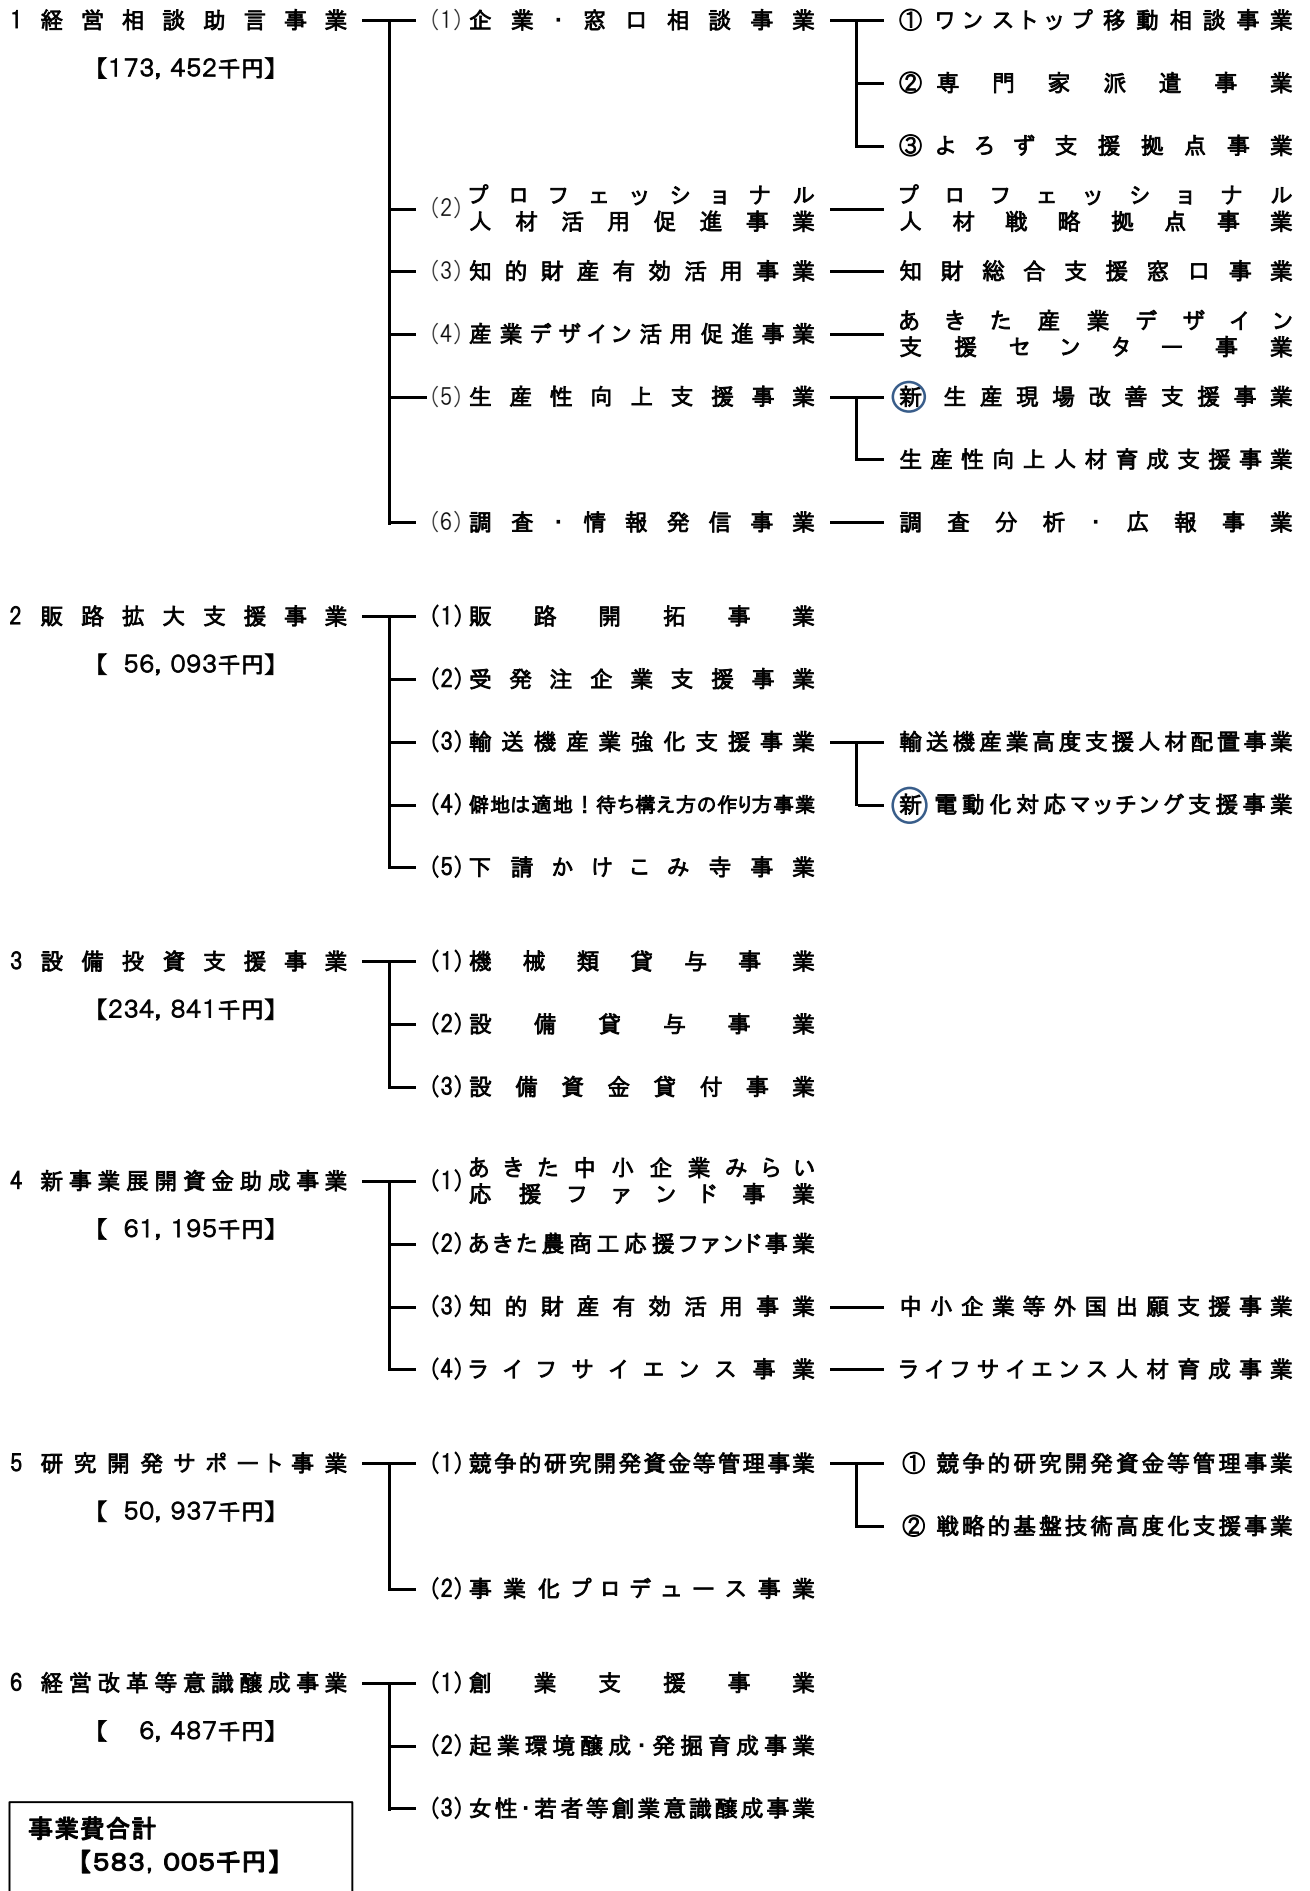 1 経営相談助言事業 (1)企業・窓口相談事業 ①ワンストップ移動相談事業
【173,452千円】
②専門家派遣事業
③よろず支援拠点事業
(2)プロフェッショナル人材活用促進事業 プロフェッショナル人材戦略拠点事業
(3)知的財産有効活用事業 知財総合支援窓口事業
(4)産業デザイン活用促進事業 あきた産業デザイン支援センター事業
(5)生産性向上支援事業 新 生産現場改善支援事業
生産性向上人材育成支援事業
(6)調査・情報発信事業 調査分析・広報事業
2 販路拡大支援事業 (1)販路開拓事業
【 56,093千円】
(2)受発注企業支援事業
(3)輸送機産業強化支援事業 輸送機産業高度支援人材配置事業
(4)僻地は適地!待ち構え方の作り方事業 新 電動化対応マッチング支援事業
(5)下請かけこみ寺事業
3 設備投資支援事業 (1)機械類貸与事業
【234,841千円】
(2)設備貸与事業
(3)設備資金貸付事業
4 新事業展開資金助成事業 (1)あきた中小企業みらい応援ファンド事業
【 61,195千円】
(2)あきた農商工応援ファンド事業
(3)知的財産有効活用事業 中小企業等外国出願支援事業
(4)ライフサイエンス事業 ライフサイエンス人材育成事業
5 研究開発サポート事業 (1)競争的研究開発資金等管理事業 ① 競争的研究開発資金等管理事業
【 50,937千円】
② 戦略的基盤技術高度化支援事業
(2)事業化プロデュース事業
6 経営改革等意識醸成事業 (1)創業支援事業
【 6,487千円】
(2)起業環境醸成・発掘育成事業
(3)女性・若者等創業意識醸成事業
事業費合計
【583,005千円】